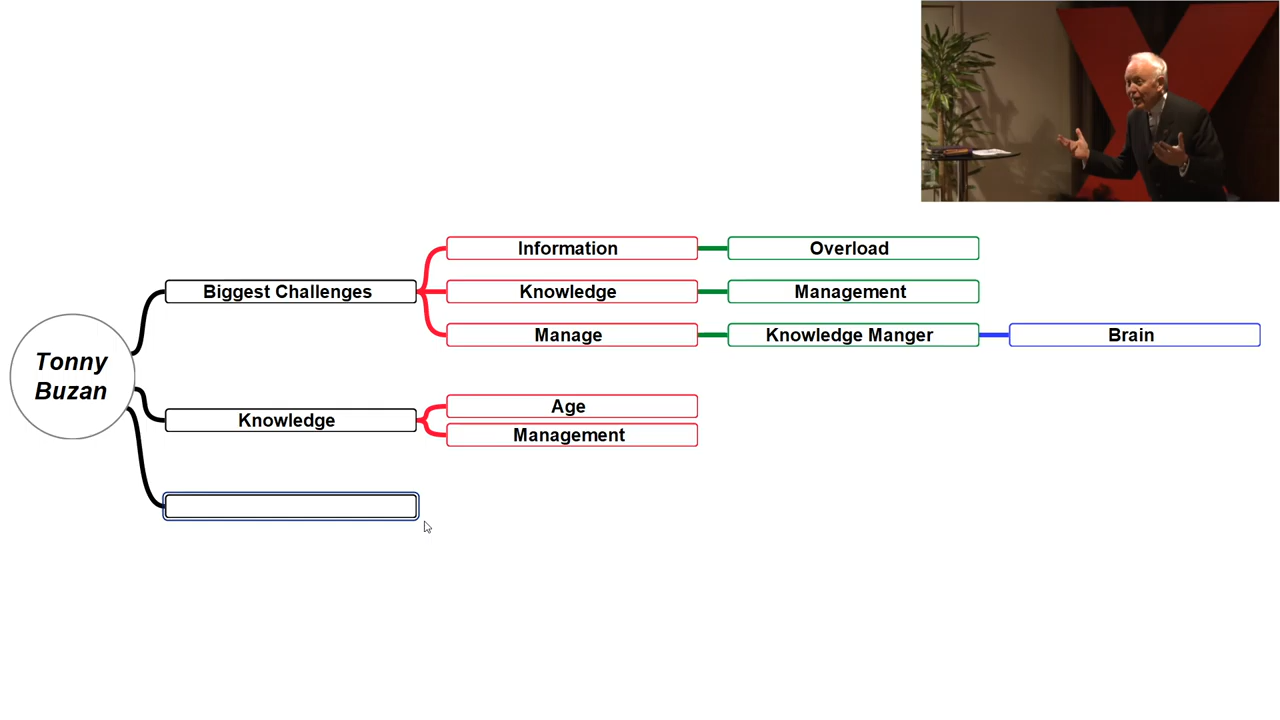 Information
Overload
Biggest Challenges
Knowledge
Management
Manage
Knowledge Manger
Brain
Tonny
Buzan
Knowledge
Age
Management